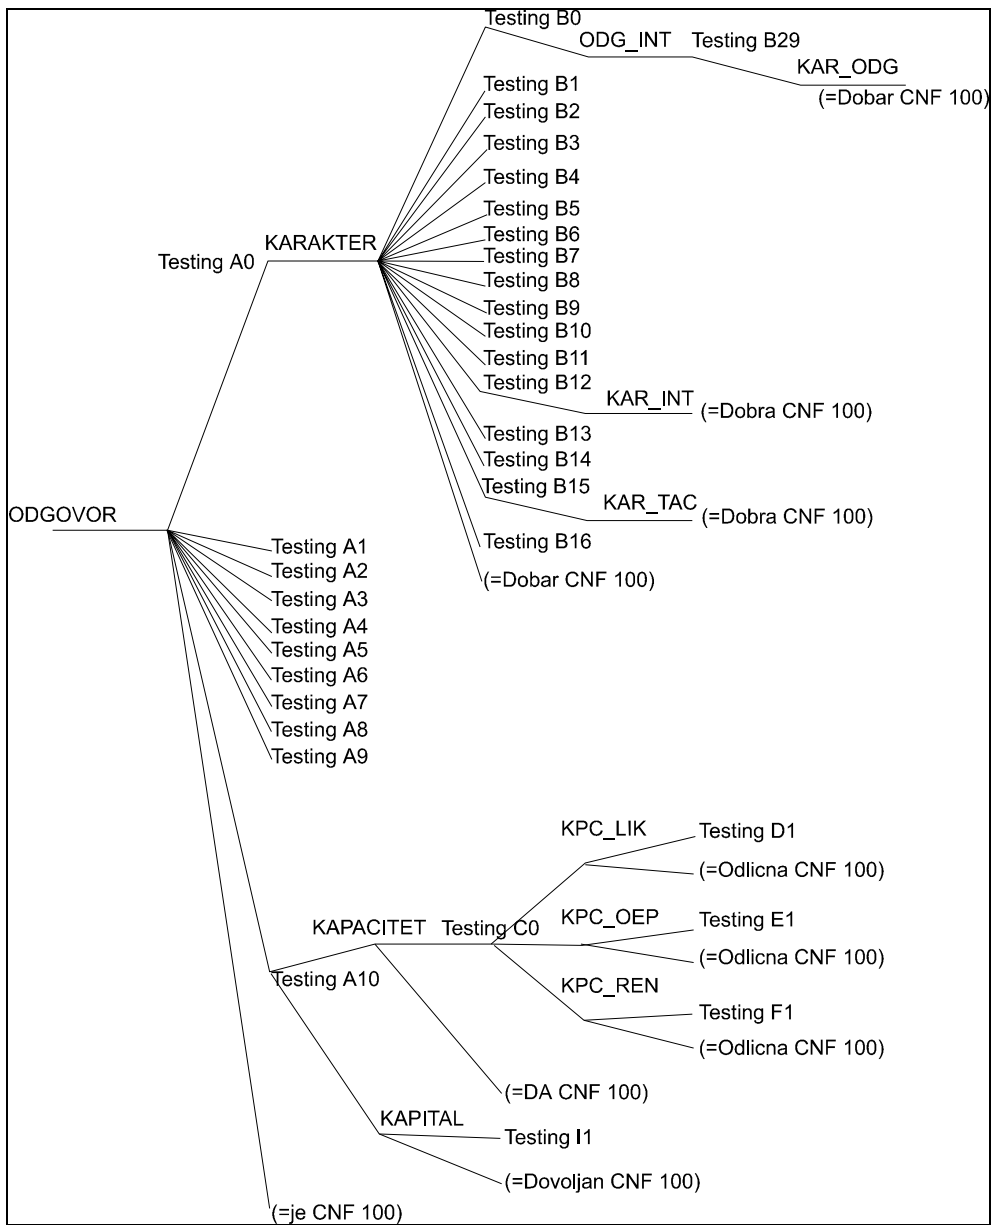 Testing B0
ODG_INT
Testing B29
KAR_ODG
(=Dobar CNF 100)
Testing B1
Testing B2
Testing B3
Testing B4
Testing B5
Testing B6
Testing B7
Testing B8
Testing B9
Testing B10
Testing B11
Testing B12
KARAKTER
Testing A0
KAR_INT
(=Dobra CNF 100)
Testing B13
Testing B14
Testing B15
KAR_TAC
(=Dobra CNF 100)
Testing B16
(=Dobar CNF 100)
ODGOVOR
Testing A1
Testing A2
Testing A3
Testing A4
Testing A5
Testing A6
Testing A7
Testing A8
Testing A9
KPC_LIK
Testing D1
(=Odlicna CNF 100)
KAPACITET
Testing C0
KPC_OEP
Testing E1
(=Odlicna CNF 100)
Testing A10
KPC_REN
Testing F1
(=Odlicna CNF 100)
(=DA CNF 100)
KAPITAL
Testing I1
(=Dovoljan CNF 100)
(=je CNF 100)